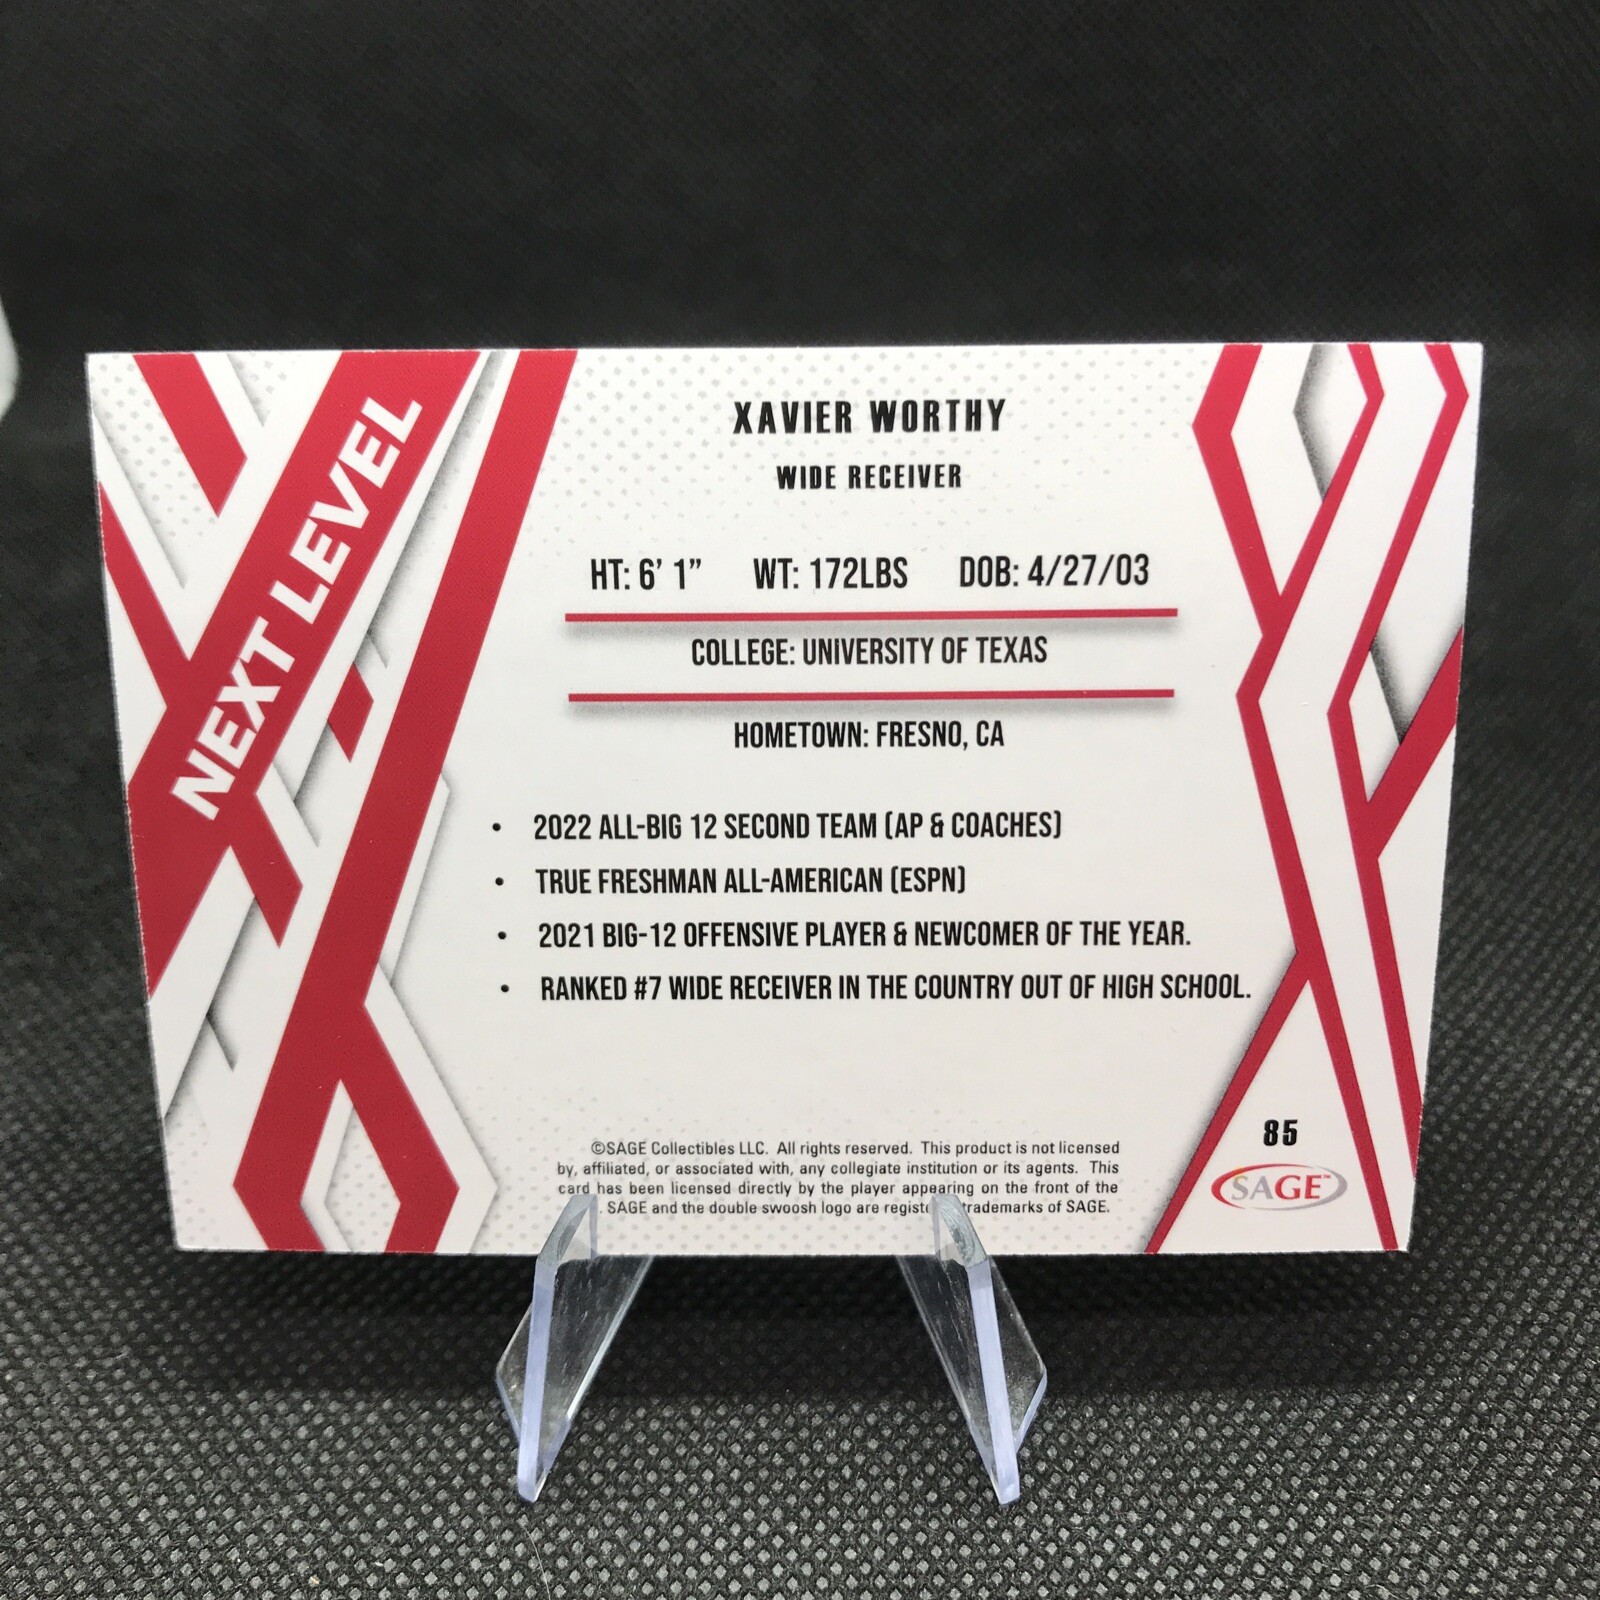 NEXT LEVEL
XAVIER WORTHY
WIDE RECEIVER
HT: 6' 1" WT: 172LBS DOB: 4/27/03
COLLEGE: UNIVERSITY OF TEXAS
HOMETOWN: FRESNO, CA
• 2022 ALL-BIG 12 SECOND TEAM (AP & COACHES)
• TRUE FRESHMAN ALL-AMERICAN (ESPN)
• 2021 BIG-12 OFFENSIVE PLAYER & NEWCOMER OF THE YEAR.
• RANKED #7 WIDE RECEIVER IN THE COUNTRY OUT OF HIGH SCHOOL.
©SAGE Collectibles LLC. All rights reserved. This product is not licensed
by, affiliated, or associated with, any collegiate institution or its agents. This
card has been licensed directly by the player appearing on the front of the
. SAGE and the double swoosh logo are trademarks of SAGE.
85
SAGE™